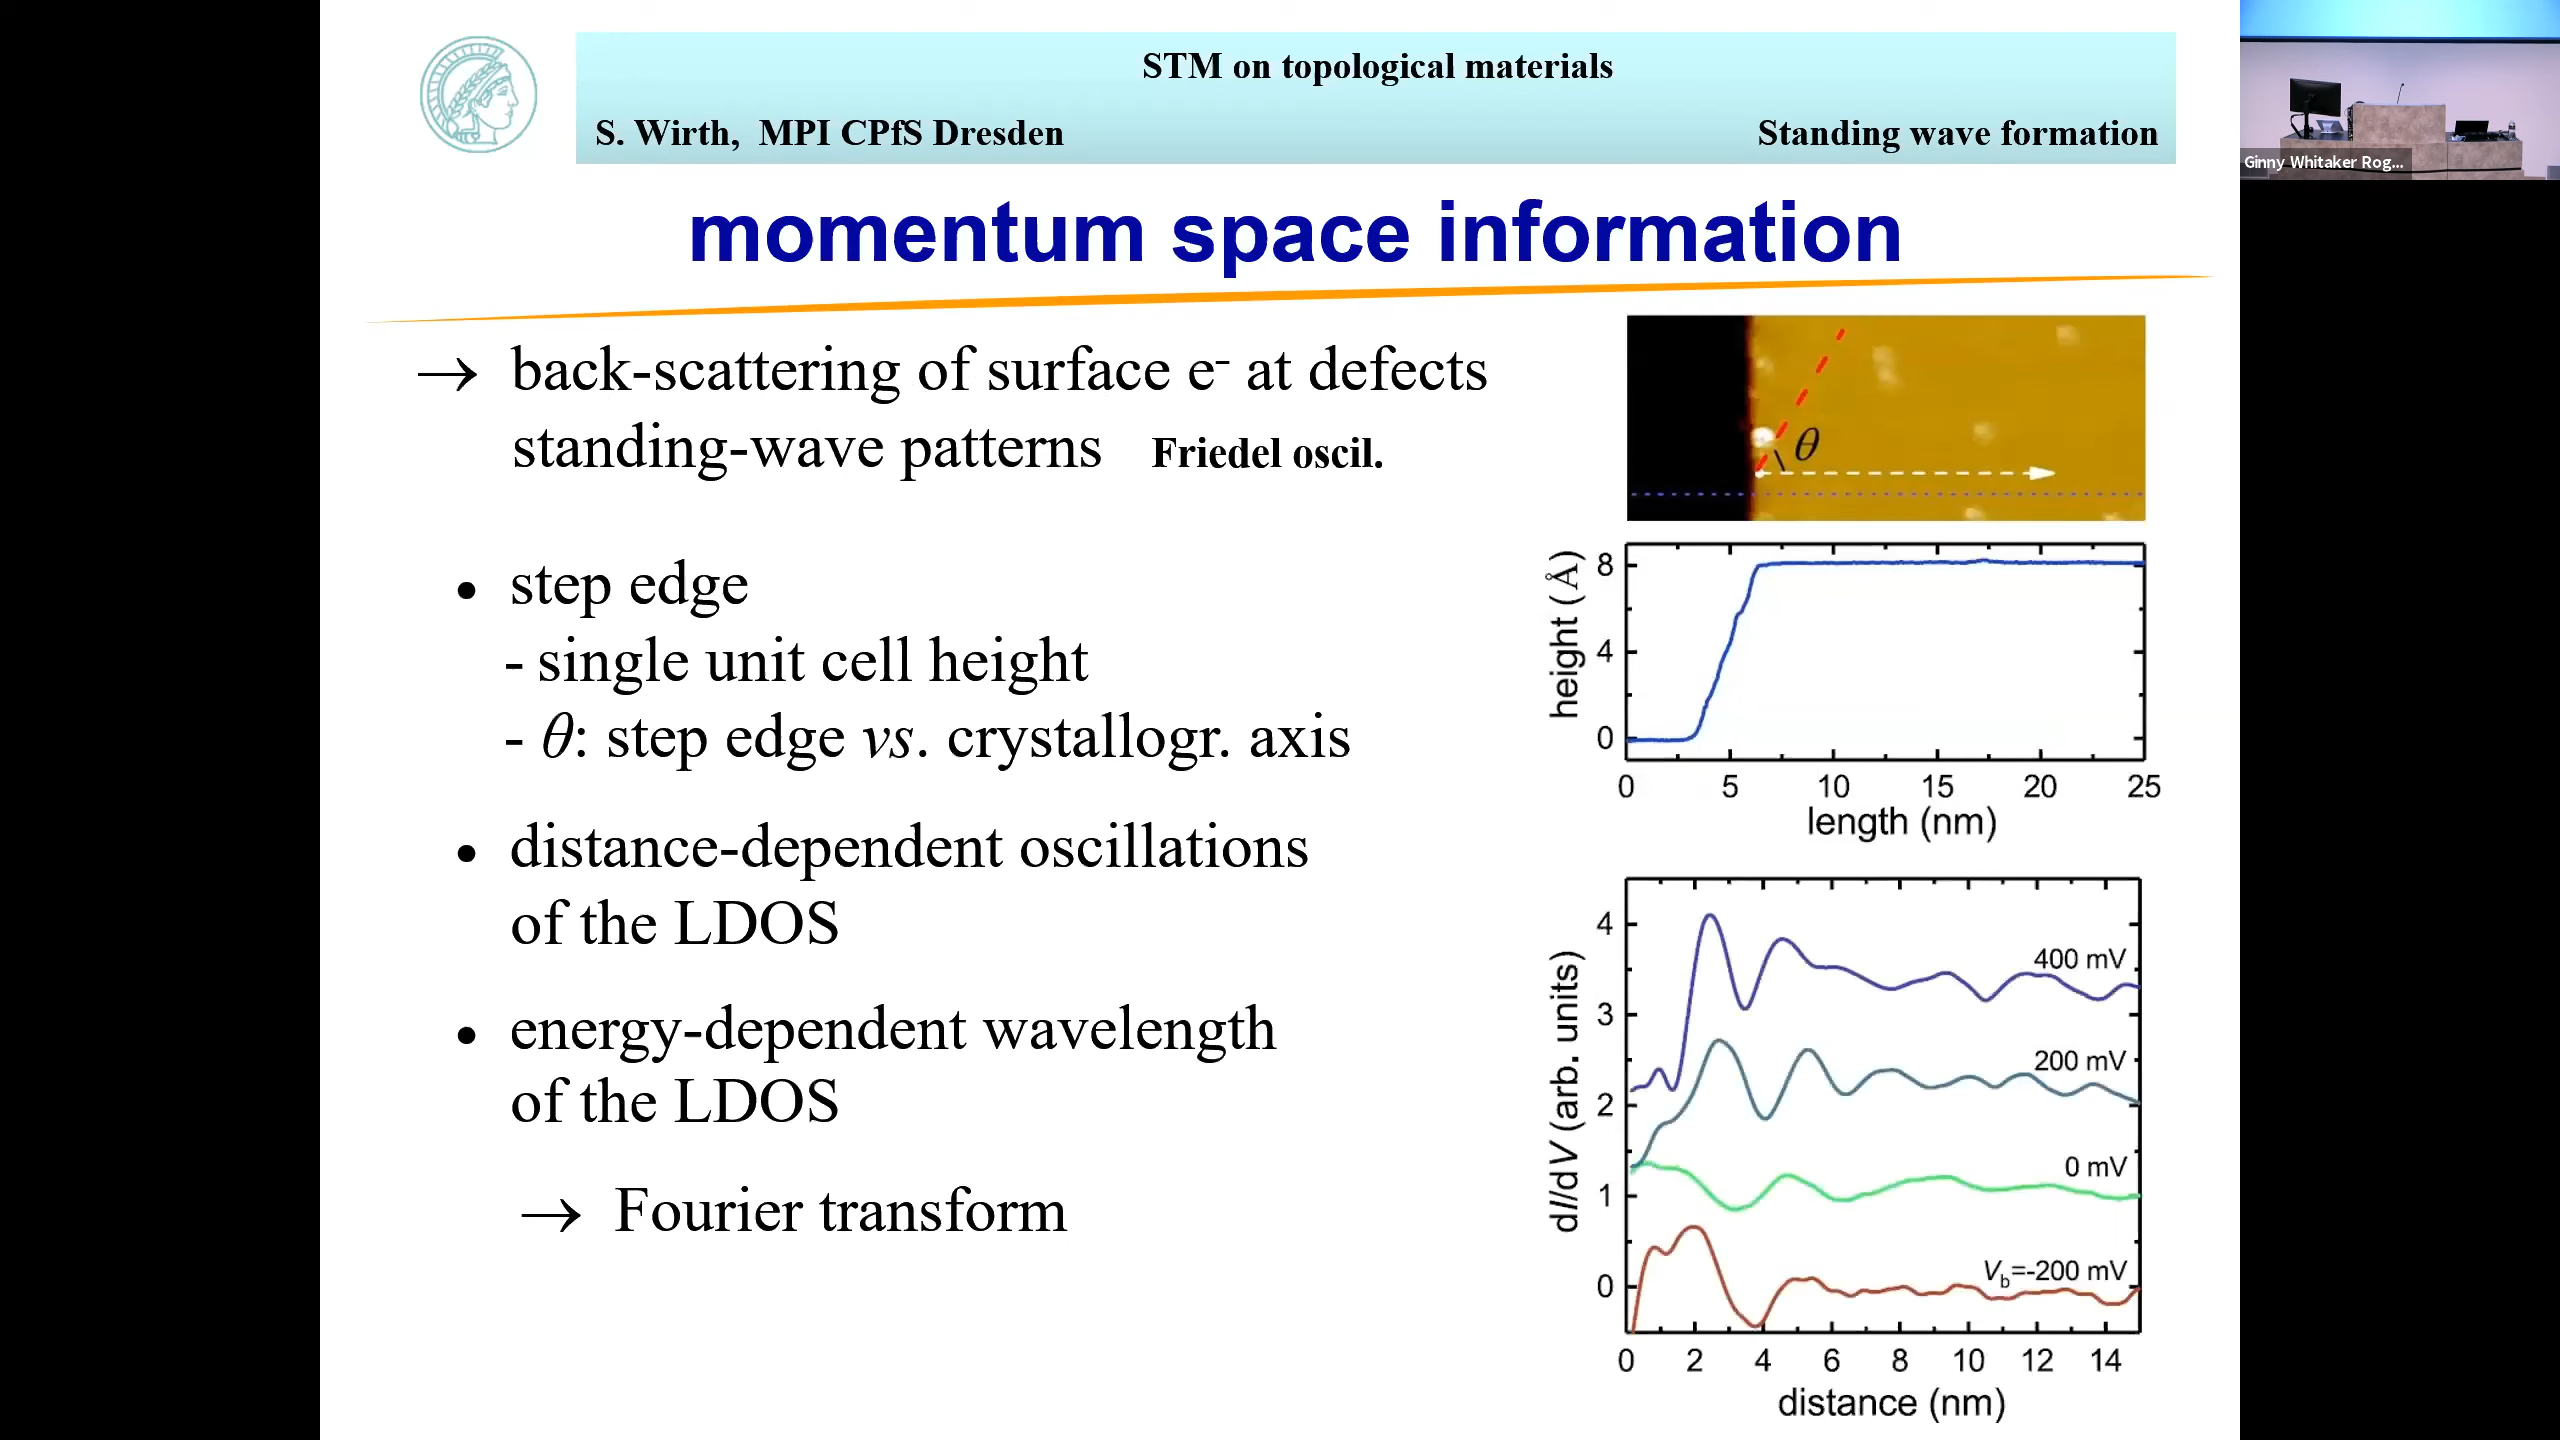 STM on topological materials
S. Wirth, MPI CPfS Dresden
Standing wave formation
Ginny Whitaker Rog...
momentum space information
→ back-scattering of surface e⁻ at defects
standing-wave patterns Friedel oscil.
• step edge
- single unit cell height
- θ: step edge vs. crystallogr. axis
• distance-dependent oscillations
of the LDOS
• energy-dependent wavelength
of the LDOS
→ Fourier transform
θ
height (Å)
8
4
0
0 5 10 15 20 25
length (nm)
dI/dV (arb. units)
4
3
2
1
0
400 mV
200 mV
0 mV
V_b=-200 mV
0 2 4 6 8 10 12 14
distance (nm)